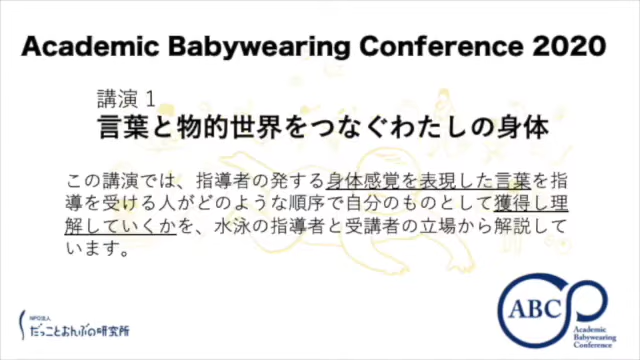 Academic Babywearing Conference 2020
講演 1
言葉と物的世界をつなぐわたしの身体
この講演では、指導者の発する身体感覚を表現した言葉を指
導を受ける人がどのような順序で自分のものとして獲得し理
解していくかを、水泳の指導者と受講者の立場から解説して
います。
NPO法人
だっことおんぶの研究所
ABC
Academic
Babywearing
Conference